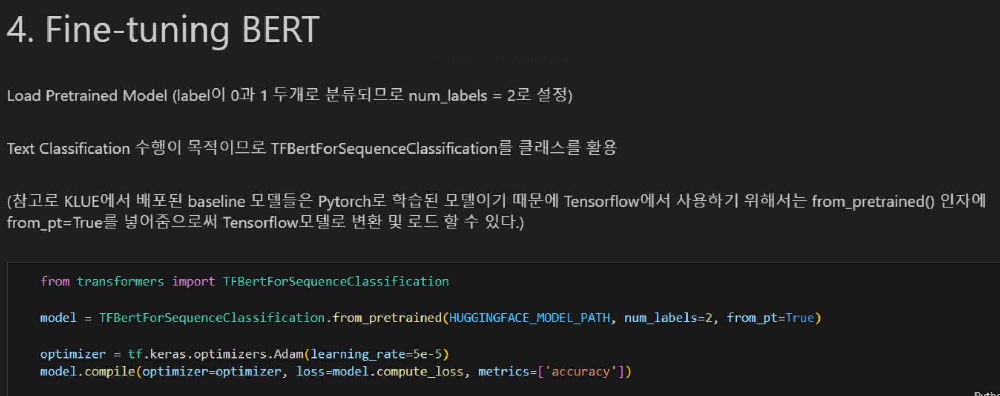 4. Fine-tuning BERT
Load Pretrained Model (label이 0과 1 두개로 분류되므로 num_labels = 2로 설정)
Text Classification 수행이 목적이므로 TFBertForSequenceClassification를 클래스를 활용
(참고로 KLUE에서 배포된 baseline 모델들은 Pytorch로 학습된 모델이기 때문에 Tensorflow에서 사용하기 위해서는 from_pretrained() 인자에
from_pt=True를 넣어줌으로써 Tensorflow모델로 변환 및 로드 할 수 있다.)
from transformers import TFBertForSequenceClassification
model = TFBertForSequenceClassification.from_pretrained(HUGGINGFACE_MODEL_PATH, num_labels=2, from_pt=True)
optimizer = tf.keras.optimizers.Adam(learning_rate=5e-5)
model.compile(optimizer=optimizer, loss=model.compute_loss, metrics=['accuracy'])